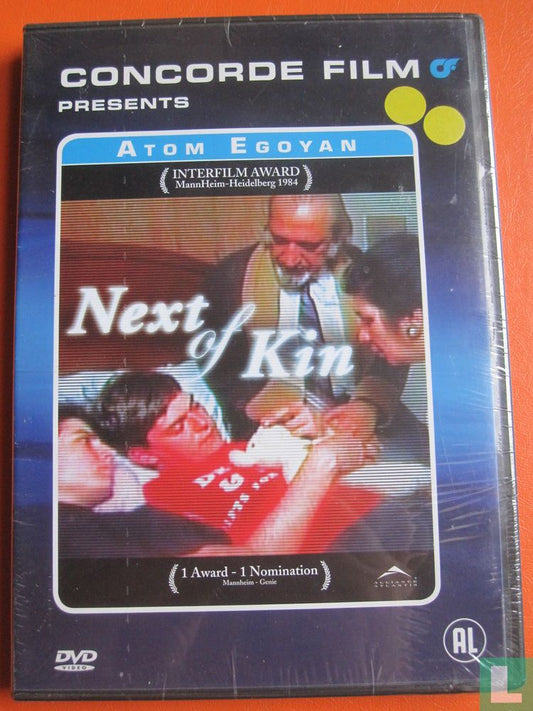 CONCORDE FILM CF
PRESENTS
ATOM EGOYAN
INTERFILM AWARD
MannHeim-Heidelberg 1984
Next
of
Kin
1 Award - 1 Nomination
Mannheim - Genie
DVD
VIDEO
AL
L